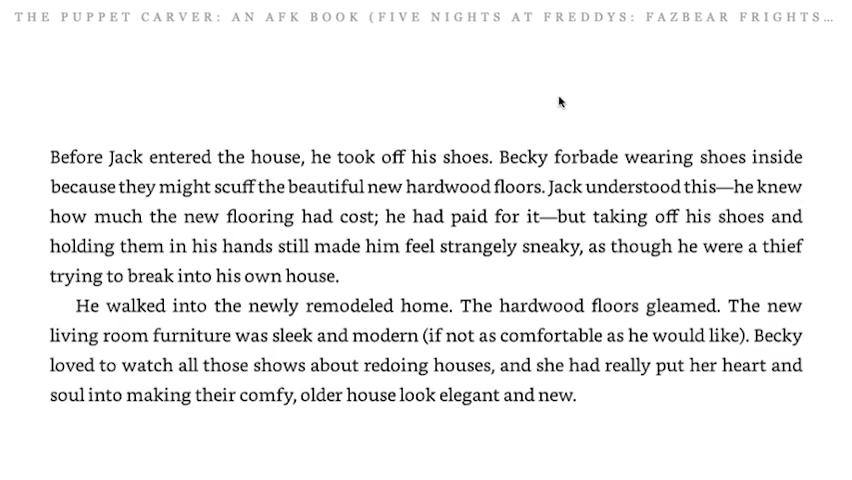 THE PUPPET CARVER: AN AFK BOOK (FIVE NIGHTS AT FREDDYS: FAZBEAR FRIGHTS…
Before Jack entered the house, he took off his shoes. Becky forbade wearing shoes inside
because they might scuff the beautiful new hardwood floors. Jack understood this—he knew
how much the new flooring had cost; he had paid for it—but taking off his shoes and
holding them in his hands still made him feel strangely sneaky, as though he were a thief
trying to break into his own house.
He walked into the newly remodeled home. The hardwood floors gleamed. The new
living room furniture was sleek and modern (if not as comfortable as he would like). Becky
loved to watch all those shows about redoing houses, and she had really put her heart and
soul into making their comfy, older house look elegant and new.